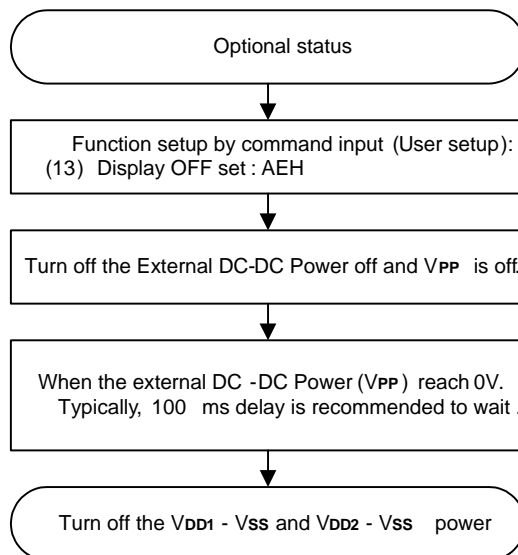 Optional status
Function setup by command input (User setup):
(13) Display OFF set : AEH
Turn off the External DC-DC Power off and VPP is off.
When the external DC -DC Power (VPP) reach 0V.
Typically, 100 ms delay is recommended to wait .
Turn off the VDD1 - VSS and VDD2 - VSS power